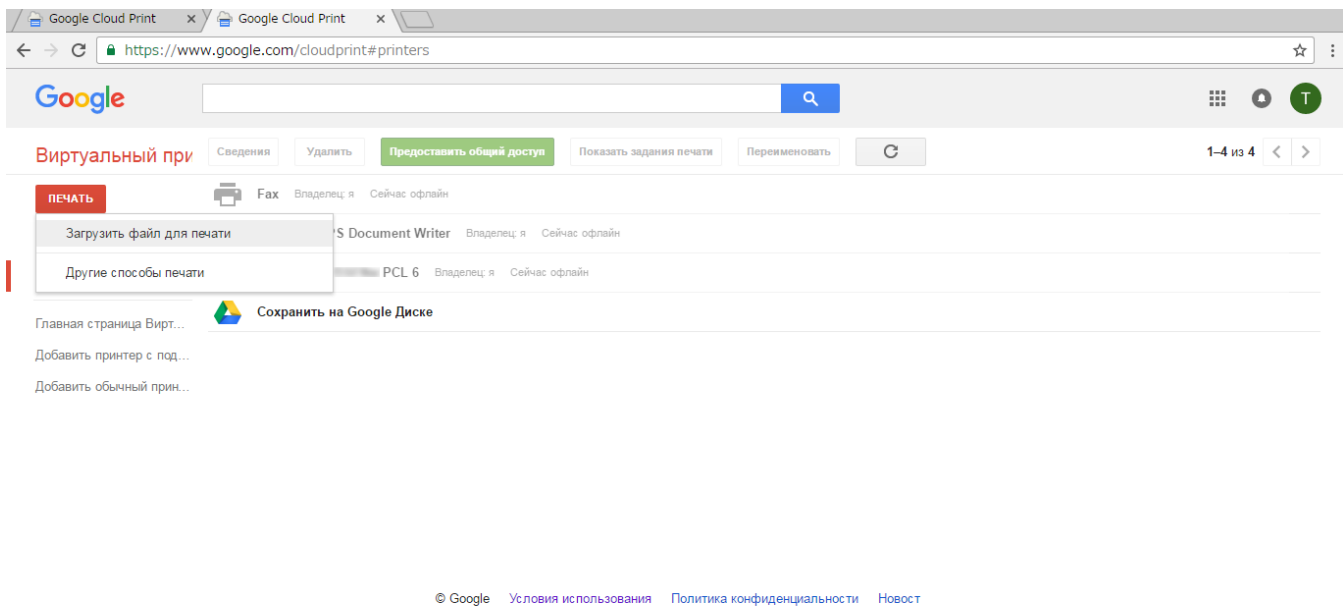 Google Cloud Print Google Cloud Print
https://www.google.com/cloudprint#printers
Google
T
Виртуальный при Сведения Удалить Предоставить общий доступ Показать задания печати Переименовать 1–4 из 4
ПЕЧАТЬ
Fax Владелец: я Сейчас офлайн
Загрузить файл для печати
PS Document Writer Владелец: я Сейчас офлайн
Другие способы печати
PCL 6 Владелец: я Сейчас офлайн
Сохранить на Google Диске
Главная страница Вирт...
Добавить принтер с под...
Добавить обычный прин...
© Google Условия использования Политика конфиденциальности Новост